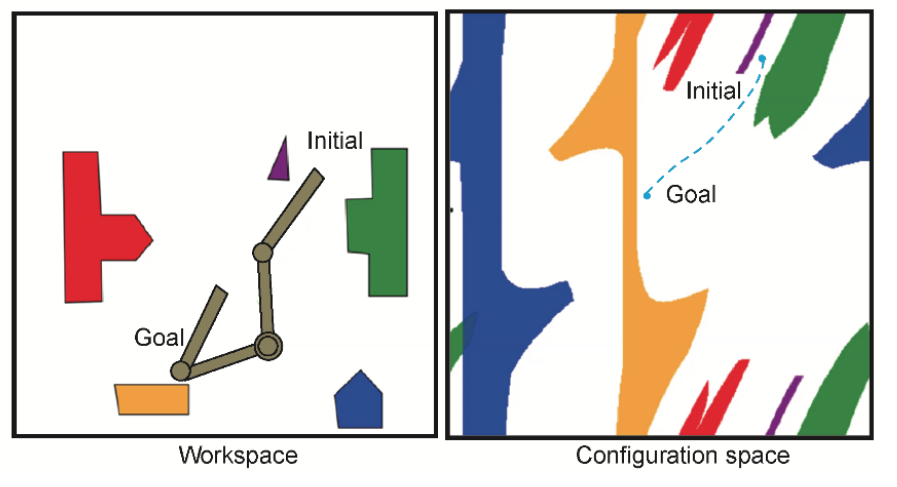 Initial
Goal
Workspace
Initial
Goal
Configuration space